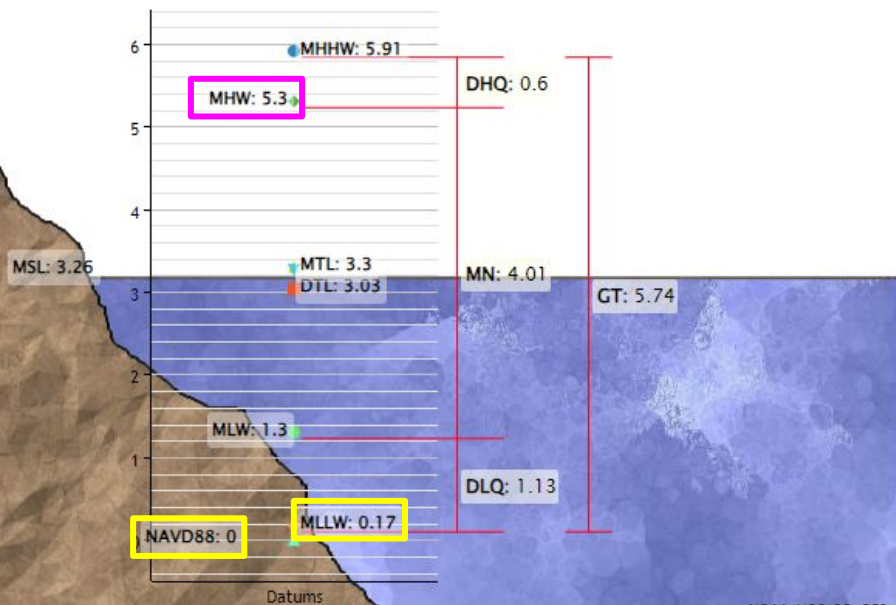 6
MHHW: 5.91
DHQ: 0.6
MHW: 5.3
5
4
MSL: 3.26
MTL: 3.3
MN: 4.01
3
DTL: 3.03
GT: 5.74
2
MLW: 1.3
1
DLQ: 1.13
MLLW: 0.17
NAVD88: 0
Datums